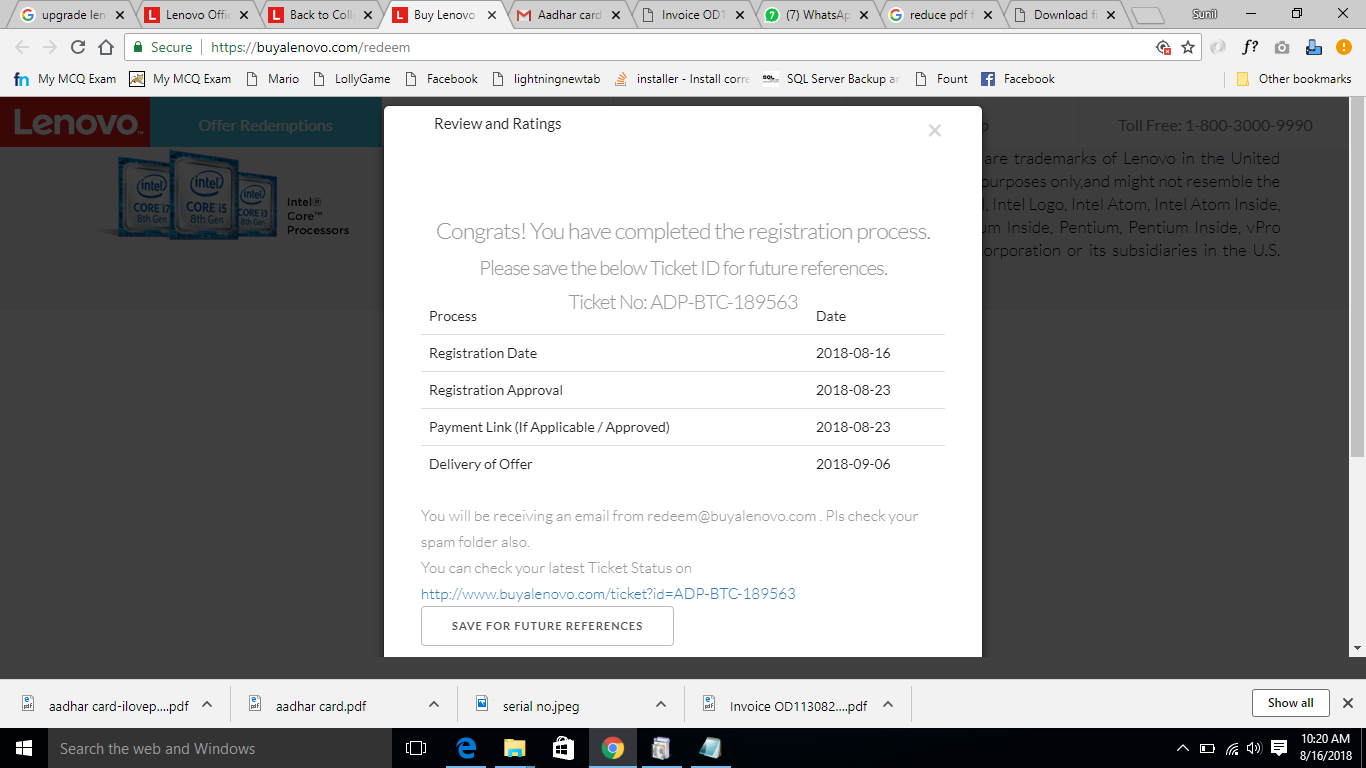 upgrade len
Lenovo Offi
Back to Coll
Buy Lenovo
Aadhar card
Invoice OD1
(7) WhatsAp
reduce pdf f
Download fi
Sunil
Secure
https://buyalenovo.com/redeem
f?
fn My MCQ Exam
My MCQ Exam
Mario
LollyGame
Facebook
lightningnewtab
installer - Install corre
SQL Server Backup an
Fount
Facebook
Other bookmarks
Lenovo™
Offer Redemptions
Toll Free: 1-800-3000-9990
Review and Ratings
×
intel CORE i7 8th Gen
intel CORE i5 8th Gen
intel CORE i3 8th Gen
Intel®
Core™
Processors
are trademarks of Lenovo in the United
purposes only,and might not resemble the
, Intel Logo, Intel Atom, Intel Atom Inside,
Inside, Pentium, Pentium Inside, vPro
orporation or its subsidiaries in the U.S.
Congrats! You have completed the registration process.
Please save the below Ticket ID for future references.
Ticket No: ADP-BTC-189563
Process Date
Registration Date 2018-08-16
Registration Approval 2018-08-23
Payment Link (If Applicable / Approved) 2018-08-23
Delivery of Offer 2018-09-06
You will be receiving an email from redeem@buyalenovo.com . Pls check your
spam folder also.
You can check your latest Ticket Status on
http://www.buyalenovo.com/ticket?id=ADP-BTC-189563
SAVE FOR FUTURE REFERENCES
aadhar card-ilovep....pdf
aadhar card.pdf
serial no.jpeg
Invoice OD113082....pdf
Show all
Search the web and Windows
10:20 AM
8/16/2018